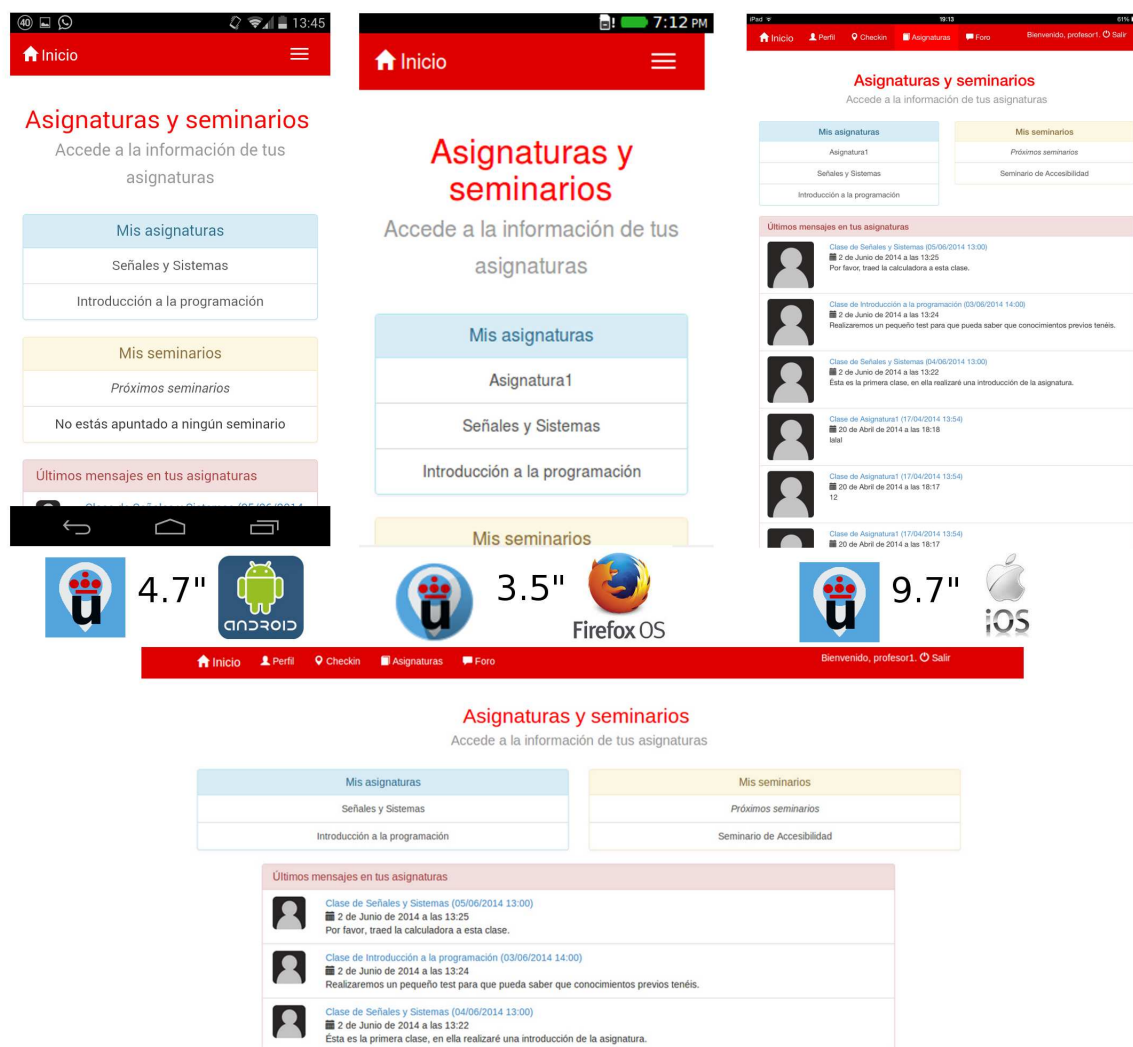 40
13:45
Inicio
Asignaturas y seminarios
Accede a la información de tus
asignaturas
Mis asignaturas
Señales y Sistemas
Introducción a la programación
Mis seminarios
Próximos seminarios
No estás apuntado a ningún seminario
Últimos mensajes en tus asignaturas
Clase de Señales y Sistemas (05/06/2014
7:12 PM
Inicio
Asignaturas y
seminarios
Accede a la información de tus
asignaturas
Mis asignaturas
Asignatura1
Señales y Sistemas
Introducción a la programación
Mis seminarios
iPad 19:13 61%
Inicio Perfil Checkin Asignaturas Foro Bienvenido, profesor1. Salir
Asignaturas y seminarios
Accede a la información de tus asignaturas
Mis asignaturas
Asignatura1
Señales y Sistemas
Introducción a la programación
Mis seminarios
Próximos seminarios
Seminario de Accesibilidad
Últimos mensajes en tus asignaturas
Clase de Señales y Sistemas (05/06/2014 13:00)
2 de Junio de 2014 a las 13:25
Por favor, traed la calculadora a esta clase.
Clase de Introducción a la programación (03/06/2014 14:00)
2 de Junio de 2014 a las 13:24
Realizaremos un pequeño test para que pueda saber que conocimientos previos tenéis.
Clase de Señales y Sistemas (04/06/2014 13:00)
2 de Junio de 2014 a las 13:22
Ésta es la primera clase, en ella realizaré una introducción de la asignatura.
Clase de Asignatura1 (17/04/2014 13:54)
20 de Abril de 2014 a las 18:18
lalal
Clase de Asignatura1 (17/04/2014 13:54)
20 de Abril de 2014 a las 18:17
12
Clase de Asignatura1 (17/04/2014 13:54)
20 de Abril de 2014 a las 18:17
u 4.7" ANDROID
u 3.5" Firefox OS
u 9.7" iOS
Inicio Perfil Checkin Asignaturas Foro Bienvenido, profesor1. Salir
Asignaturas y seminarios
Accede a la información de tus asignaturas
Mis asignaturas
Señales y Sistemas
Introducción a la programación
Mis seminarios
Próximos seminarios
Seminario de Accesibilidad
Últimos mensajes en tus asignaturas
Clase de Señales y Sistemas (05/06/2014 13:00)
2 de Junio de 2014 a las 13:25
Por favor, traed la calculadora a esta clase.
Clase de Introducción a la programación (03/06/2014 14:00)
2 de Junio de 2014 a las 13:24
Realizaremos un pequeño test para que pueda saber que conocimientos previos tenéis.
Clase de Señales y Sistemas (04/06/2014 13:00)
2 de Junio de 2014 a las 13:22
Ésta es la primera clase, en ella realizaré una introducción de la asignatura.